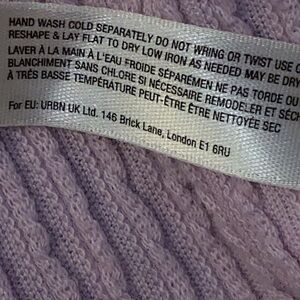 HAND WASH COLD SEPARATELY DO NOT WRING OR TWIST USE
RESHAPE & LAY FLAT TO DRY LOW IRON AS NEEDED MAY BE DRY
LAVER À LA MAIN À L'EAU FROIDE SÉPARÉMEN NE PAS TORDE OU
BLANCHIMENT SANS CHLORE SI NÉCESSAIRE REMODELER ET SÉCH
À TRÉS BASSE TEMPÉRATURE PEUT-ÊTRE ÊTRE NETTOYÉE SEC
For EU: URBN UK Ltd. 146 Brick Lane, London E1 6RU